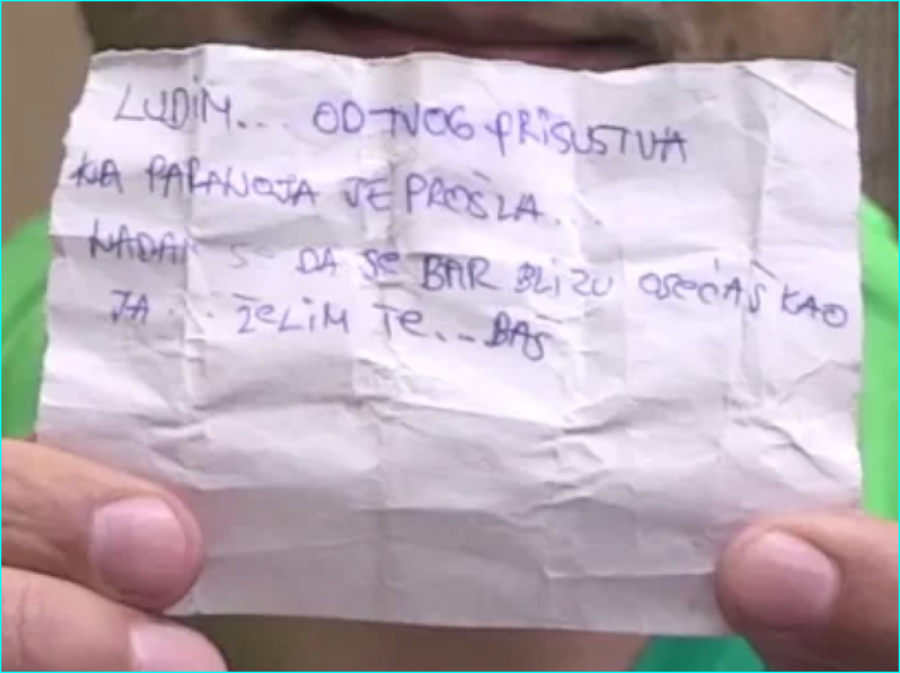 LUDIM... OD TVOG PRISUSTVA
PARANOJA JE PROŠLA...
NADAM SE DA SE BAR BLIZU OSEĆAŠ KAO
JA... ŽELIM TE... BAŠ